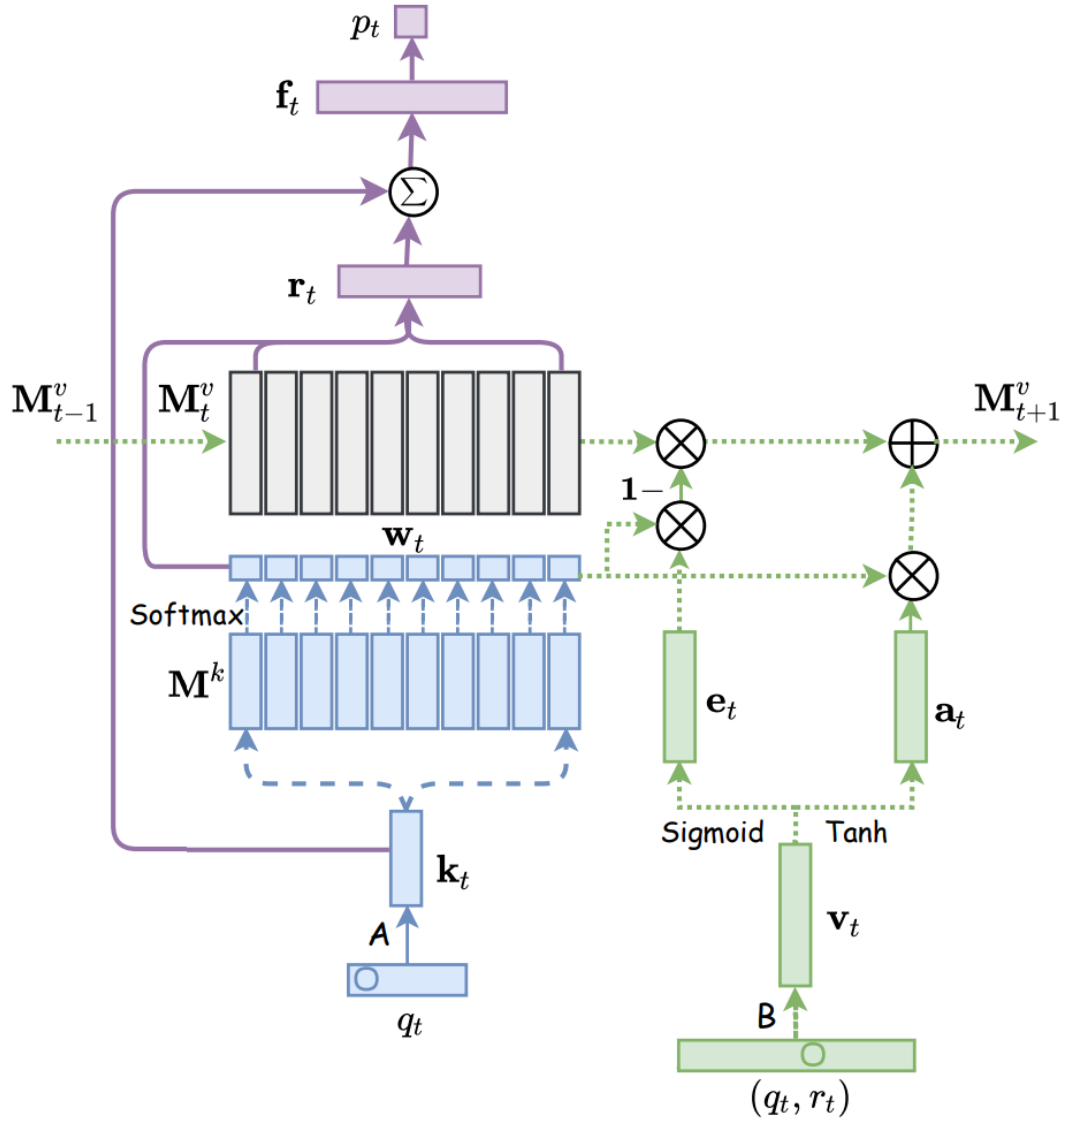 p_t
f_t
Σ
r_t
M^v_{t-1}
M^v_t
M^v_{t+1}
1−
w_t
Softmax
M^k
e_t
a_t
Sigmoid
Tanh
k_t
v_t
A
B
q_t
(q_t, r_t)